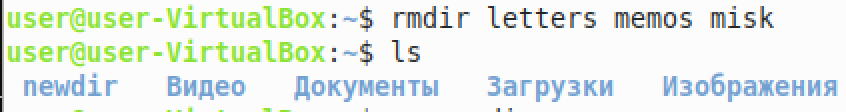 user@user-VirtualBox:~$ rmdir letters memos misk
user@user-VirtualBox:~$ ls
newdir Видео Документы Загрузки Изображения